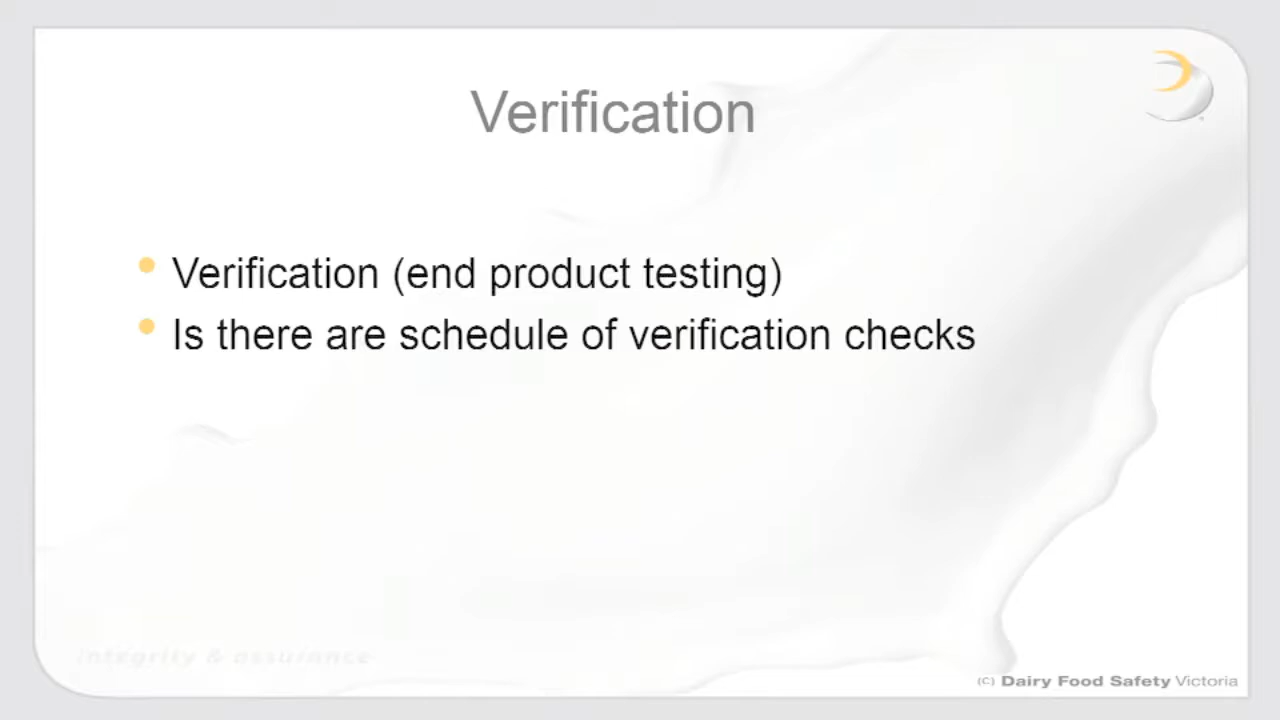 Verification
• Verification (end product testing)
• Is there are schedule of verification checks
integrity & assurance
(C) Dairy Food Safety Victoria